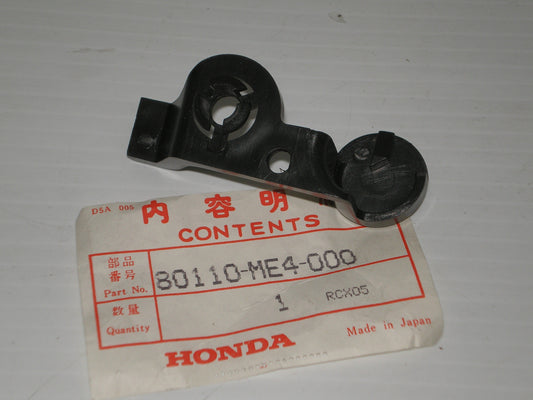 DSA 005
内容明
CONTENTS
部品
番号
Part No.
80110-ME4-000
数量
Quantity
1 RCX05
Made in Japan
HONDA